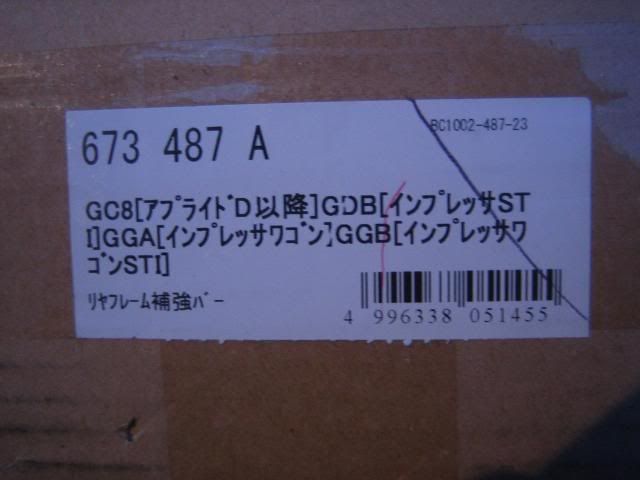 BC1002-487-23
673 487 A
GC8[ｱﾌﾟﾗｲﾄﾞD以降]GDB[ｲﾝﾌﾟﾚｯｻST
I]GGA[ｲﾝﾌﾟﾚｯｻﾜｺﾞﾝ]GGB[ｲﾝﾌﾟﾚｯｻﾜ
ｺﾞﾝSTI]
ﾘﾔﾌﾚｰﾑ補強ﾊﾞｰ
4 996338 051455